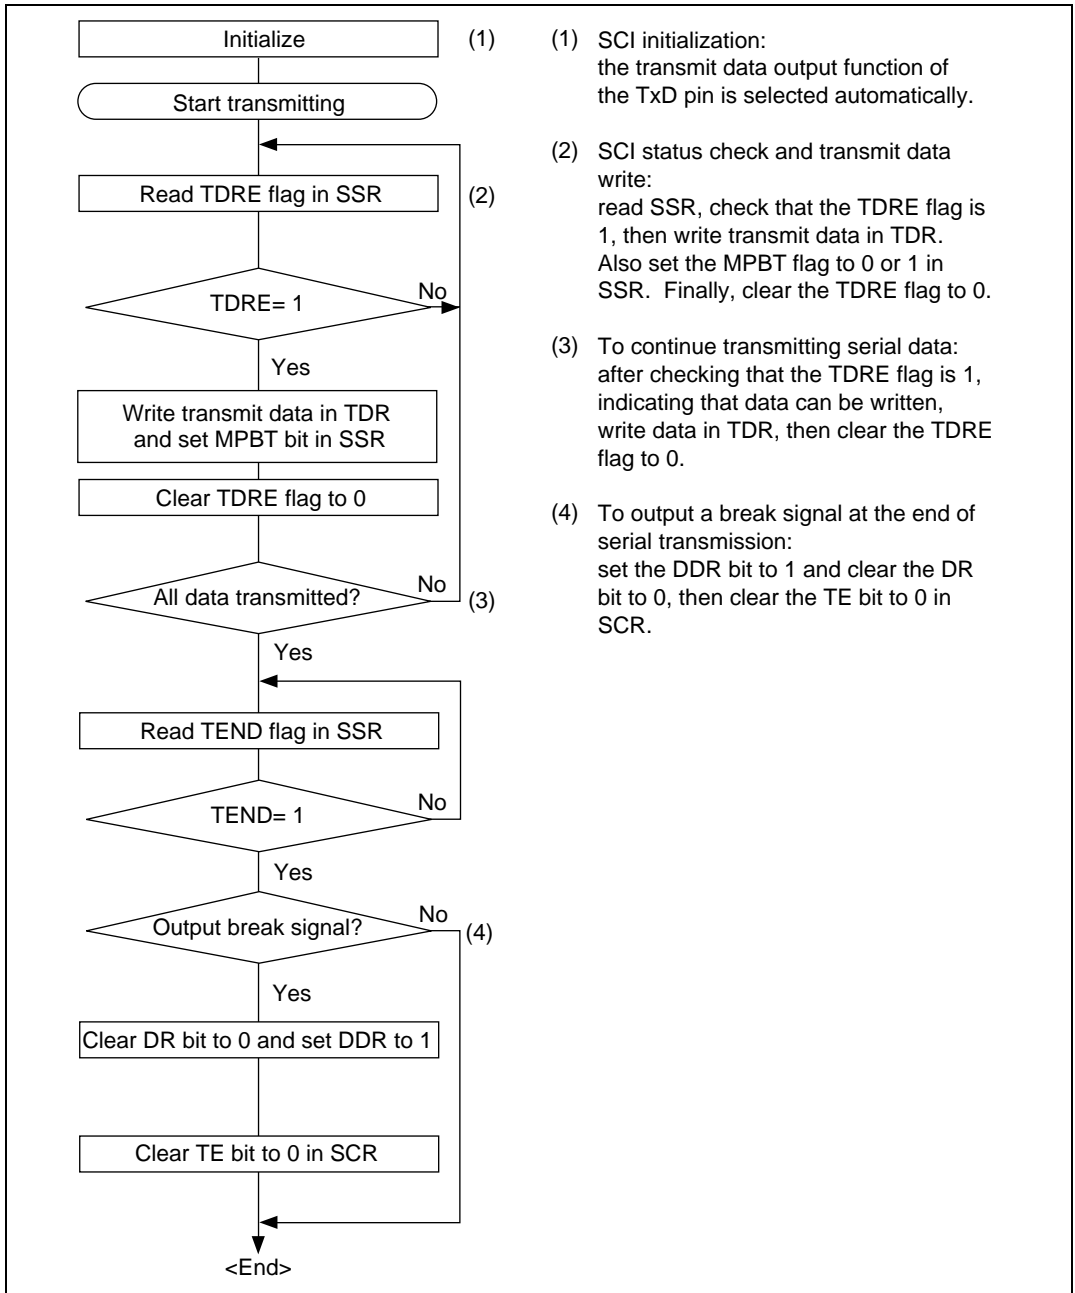 Initialize
(1)
Start transmitting
Read TDRE flag in SSR
(2)
TDRE= 1
No
Yes
Write transmit data in TDR
and set MPBT bit in SSR
Clear TDRE flag to 0
All data transmitted?
No
(3)
Yes
Read TEND flag in SSR
TEND= 1
No
Yes
Output break signal?
No
(4)
Yes
Clear DR bit to 0 and set DDR to 1
Clear TE bit to 0 in SCR
<End>
(1) SCI initialization:
the transmit data output function of
the TxD pin is selected automatically.
(2) SCI status check and transmit data
write:
read SSR, check that the TDRE flag is
1, then write transmit data in TDR.
Also set the MPBT flag to 0 or 1 in
SSR.  Finally, clear the TDRE flag to 0.
(3) To continue transmitting serial data:
after checking that the TDRE flag is 1,
indicating that data can be written,
write data in TDR, then clear the TDRE
flag to 0.
(4) To output a break signal at the end of
serial transmission:
set the DDR bit to 1 and clear the DR
bit to 0, then clear the TE bit to 0 in
SCR.